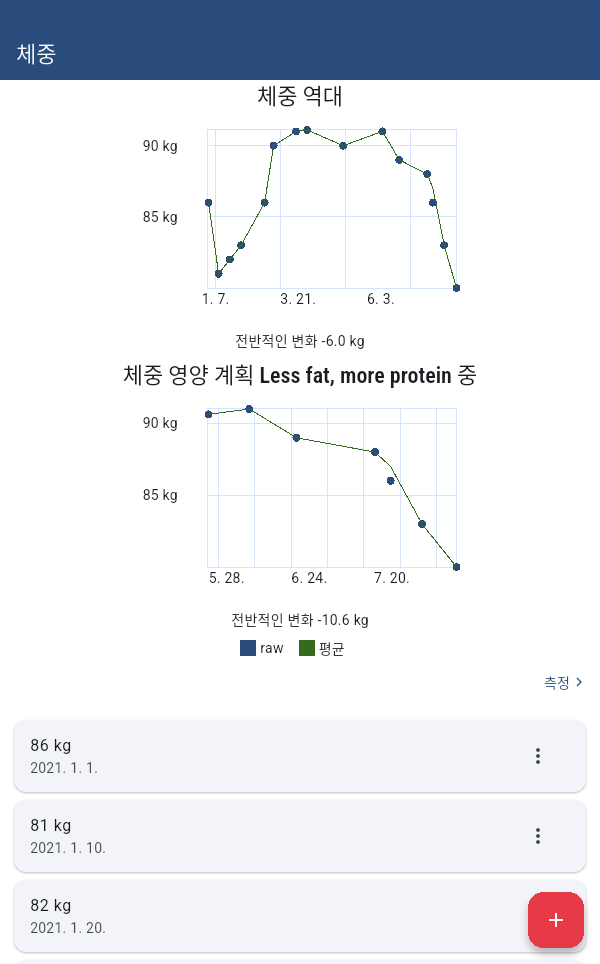 체중
체중 역대
90 kg
85 kg
1. 7.
3. 21.
6. 3.
전반적인 변화 -6.0 kg
체중 영양 계획 Less fat, more protein 중
90 kg
85 kg
5. 28.
6. 24.
7. 20.
전반적인 변화 -10.6 kg
raw
평균
측정
86 kg
2021. 1. 1.
81 kg
2021. 1. 10.
82 kg
2021. 1. 20.